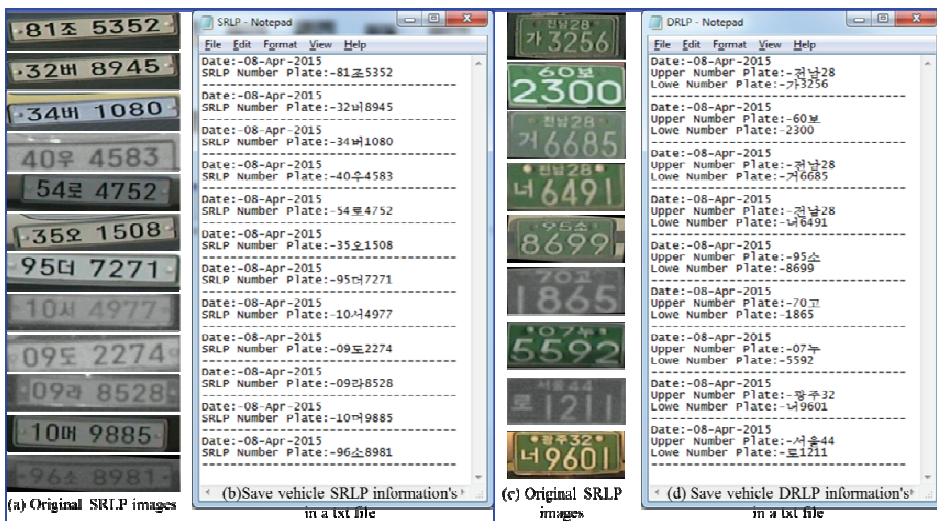 81조 5352
32버 8945
34버 1080
40우 4583
54로 4752
35오 1508
95더 7271
10서 4977
09도 2274
09라 8528
10머 9885
96소 8981
(a) Original SRLP images
SRLP - Notepad
File Edit Format View Help
Date:-08-Apr-2015
SRLP Number Plate:-81조5352
--------------------------------------------
Date:-08-Apr-2015
SRLP Number Plate:-32버8945
--------------------------------------------
Date:-08-Apr-2015
SRLP Number Plate:-34버1080
--------------------------------------------
Date:-08-Apr-2015
SRLP Number Plate:-40우4583
--------------------------------------------
Date:-08-Apr-2015
SRLP Number Plate:-54로4752
--------------------------------------------
Date:-08-Apr-2015
SRLP Number Plate:-35오1508
--------------------------------------------
Date:-08-Apr-2015
SRLP Number Plate:-95더7271
--------------------------------------------
Date:-08-Apr-2015
SRLP Number Plate:-10서4977
--------------------------------------------
Date:-08-Apr-2015
SRLP Number Plate:-09도2274
--------------------------------------------
Date:-08-Apr-2015
SRLP Number Plate:-09라8528
--------------------------------------------
Date:-08-Apr-2015
SRLP Number Plate:-10머9885
--------------------------------------------
Date:-08-Apr-2015
SRLP Number Plate:-96소8981
--------------------------------------------
(b)Save vehicle SRLP information's
in a txt file
전남28
가3256
60보
2300
전남28
거6685
전남28
너6491
95소
8699
70고
1865
07누
5592
서울44
로1211
광주32
너9601
(c) Original SRLP
images
DRLP - Notepad
File Edit Format View Help
Date:-08-Apr-2015
Upper Number Plate:-전남28
Lowe Number Plate:-가3256
--------------------------------------------
Date:-08-Apr-2015
Upper Number Plate:-60보
Lowe Number Plate:-2300
--------------------------------------------
Date:-08-Apr-2015
Upper Number Plate:-전남28
Lowe Number Plate:-거6685
--------------------------------------------
Date:-08-Apr-2015
Upper Number Plate:-전남28
Lowe Number Plate:-너6491
--------------------------------------------
Date:-08-Apr-2015
Upper Number Plate:-95소
Lowe Number Plate:-8699
--------------------------------------------
Date:-08-Apr-2015
Upper Number Plate:-70고
Lowe Number Plate:-1865
--------------------------------------------
Date:-08-Apr-2015
Upper Number Plate:-07누
Lowe Number Plate:-5592
--------------------------------------------
Date:-08-Apr-2015
Upper Number Plate:-광주32
Lowe Number Plate:-너9601
--------------------------------------------
Date:-08-Apr-2015
Upper Number Plate:-서울44
Lowe Number Plate:-로1211
--------------------------------------------
(d) Save vehicle DRLP information's
in a txt file